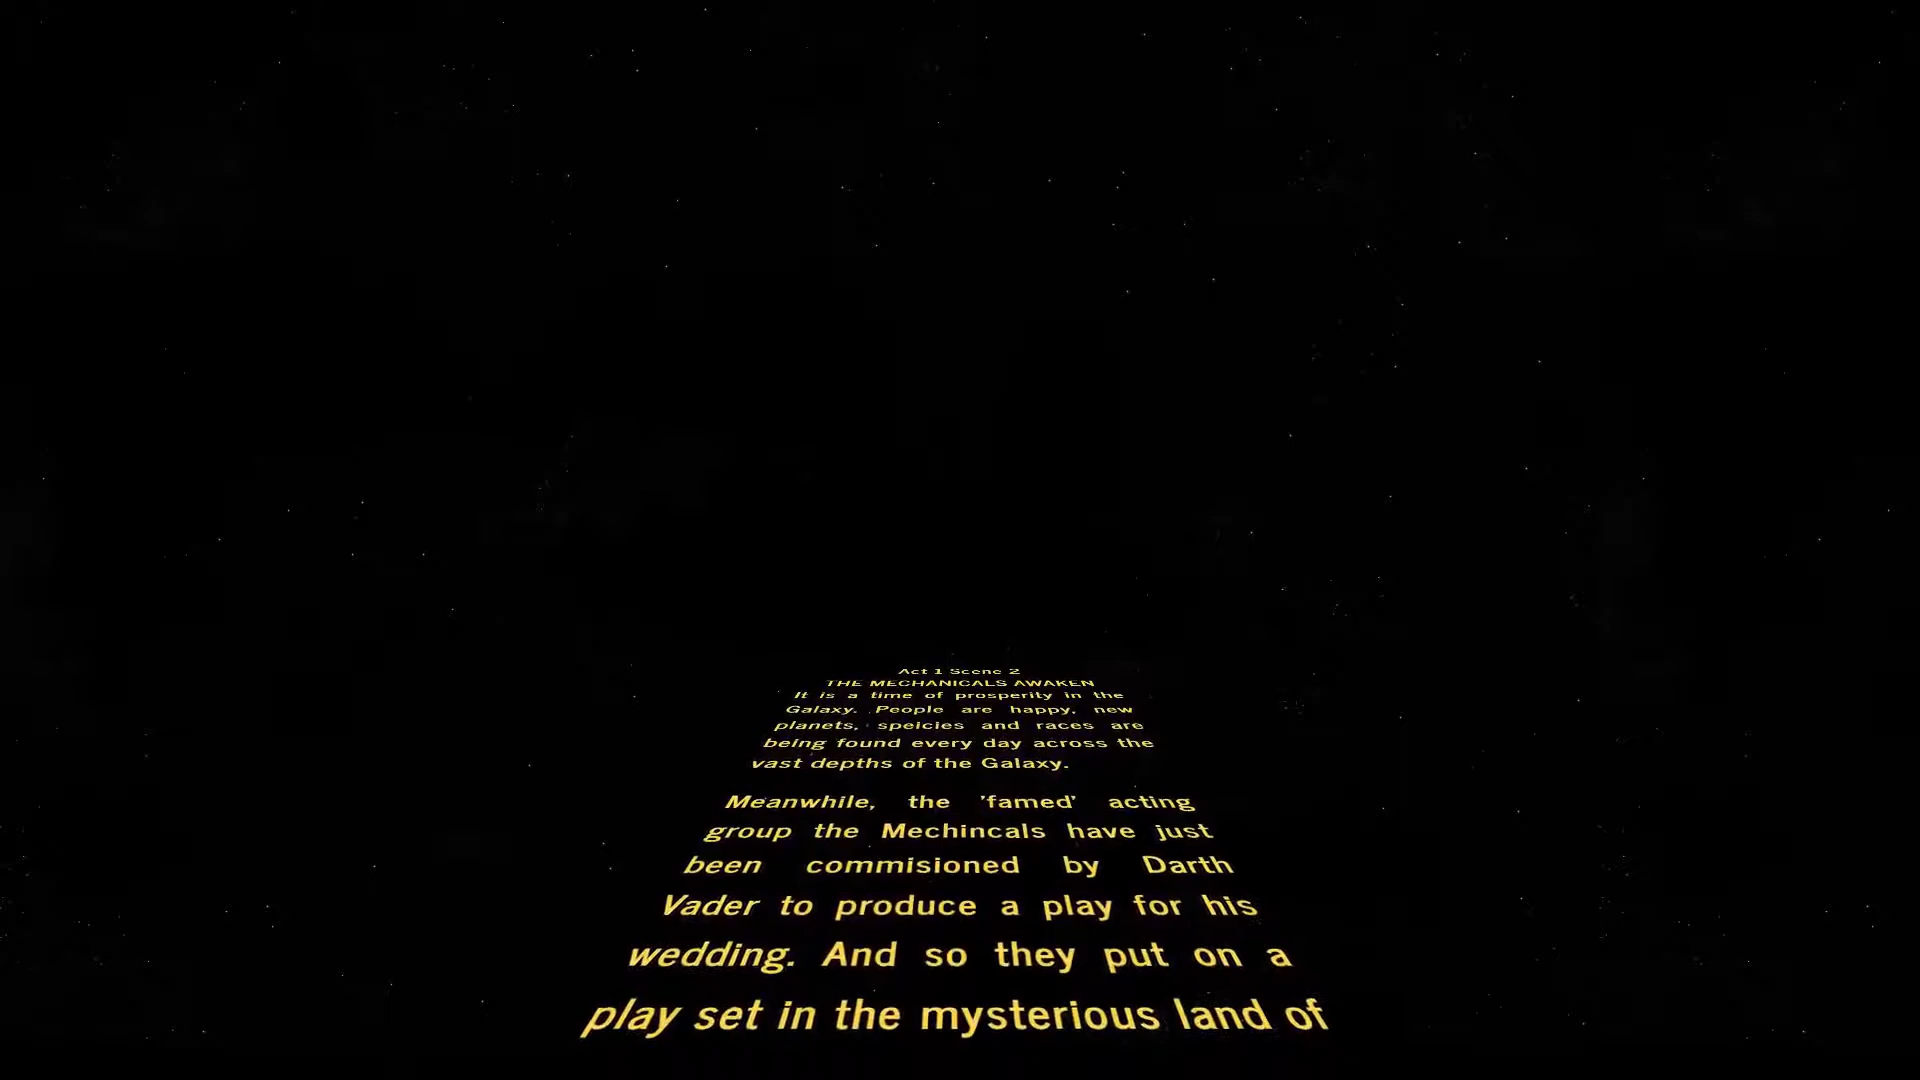 Act 1 Scene 2
THE MECHANICALS AWAKEN
It is a time of prosperity in the
Galaxy. People are happy, new
planets, speicies and races are
being found every day across the
vast depths of the Galaxy.
Meanwhile, the 'famed' acting
group the Mechincals have just
been commisioned by Darth
Vader to produce a play for his
wedding. And so they put on a
play set in the mysterious land of